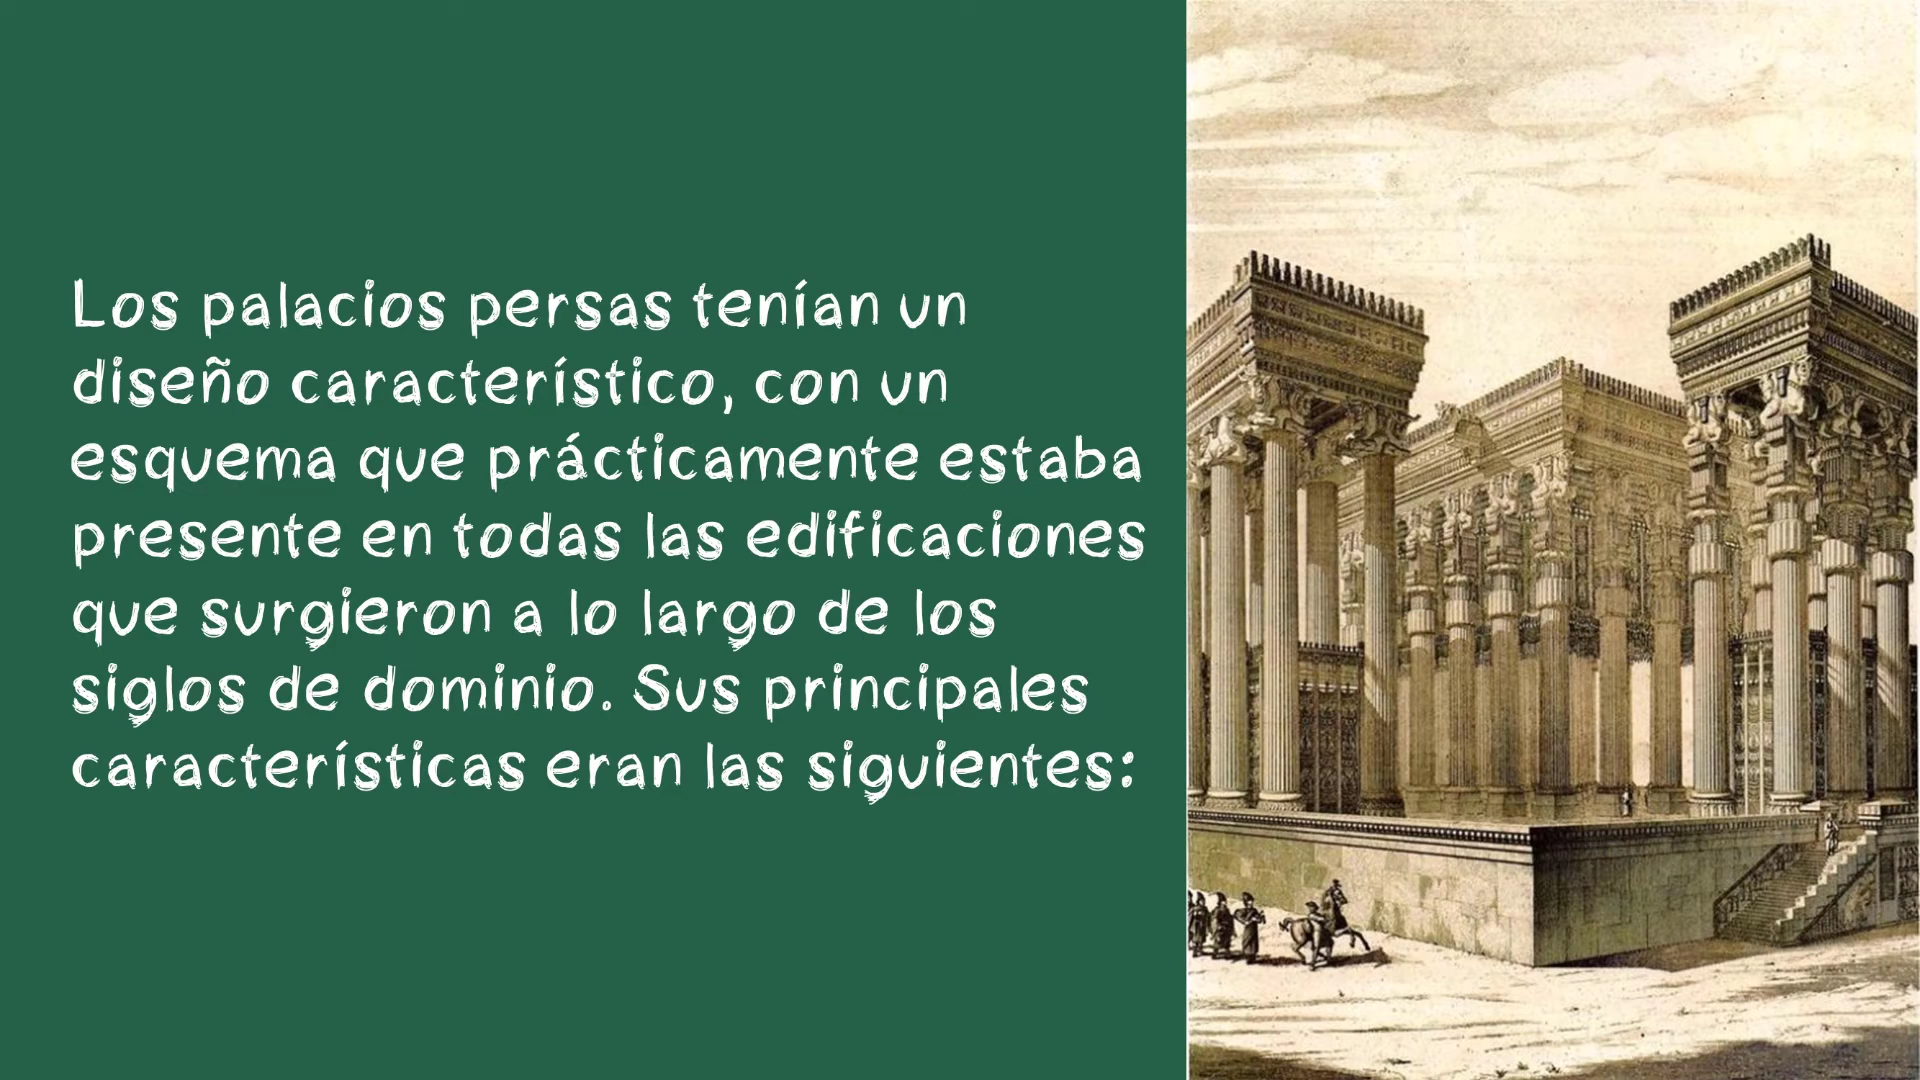 Los palacios persas tenían un
diseño característico, con un
esquema que prácticamente estaba
presente en todas las edificaciones
que surgieron a lo largo de los
siglos de dominio. Sus principales
características eran las siguientes: